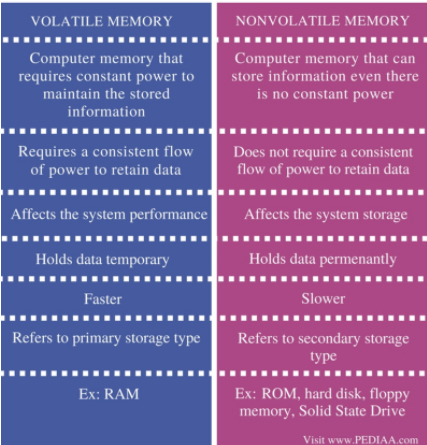 VOLATILE MEMORY
Computer memory that
requires constant power to
maintain the stored
information
Requires a consistent flow
of power to retain data
Affects the system performance
Holds data temporary
Faster
Refers to primary storage type
Ex: RAM
NONVOLATILE MEMORY
Computer memory that can
store information even there
is no constant power
Does not require a consistent
flow of power to retain data
Affects the system storage
Holds data permenantly
Slower
Refers to secondary storage
type
Ex: ROM, hard disk, floppy
memory, Solid State Drive
Visit www.PEDIAA.com